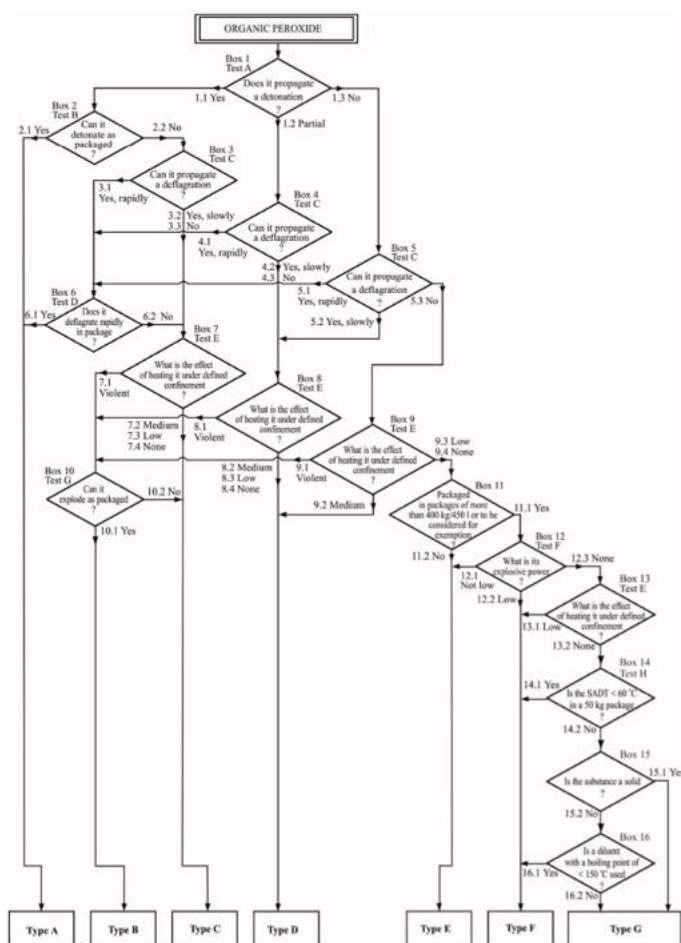 ORGANIC PEROXIDE
Box 1
Test A
Does it propagate
a detonation
?
1.1 Yes
1.3 No
1.2 Partial
Box 2
Test B
Can it
detonate as
packaged
?
2.1 Yes
2.2 No
Box 3
Test C
Can it propagate
a deflagration
?
3.1
Yes, rapidly
3.2 Yes, slowly
3.3 No
Box 4
Test C
Can it propagate
a deflagration
?
4.1
Yes, rapidly
4.2 Yes, slowly
4.3 No
Box 5
Test C
Can it propagate
a deflagration
?
5.1
Yes, rapidly
5.3 No
5.2 Yes, slowly
Box 6
Test D
Does it
deflagrate rapidly
in package
?
6.1 Yes
6.2 No
Box 7
Test E
What is the effect
of heating it under defined
confinement
?
7.1
Violent
7.2 Medium
7.3 Low
7.4 None
Box 8
Test E
What is the effect
of heating it under defined
confinement
?
8.1
Violent
8.2 Medium
8.3 Low
8.4 None
Box 9
Test E
What is the effect
of heating it under defined
confinement
?
9.1
Violent
9.2 Medium
9.3 Low
9.4 None
Box 10
Test G
Can it
explode as packaged
?
10.2 No
10.1 Yes
Box 11
Packaged
in packages of more
than 400 kg/450 l or to be
considered for
exemption
?
11.1 Yes
11.2 No
Box 12
Test F
What is its
explosive power
?
12.1
Not low
12.2 Low
12.3 None
Box 13
Test E
What is the effect
of heating it under defined
confinement
?
13.1 Low
13.2 None
Box 14
Test H
Is the SADT < 60 °C
in a 50 kg package
?
14.1 Yes
14.2 No
Box 15
Is the substance a solid
?
15.1 Ye
15.2 No
Box 16
Is a diluent
with a boiling point of
< 150 °C used
?
16.1 Yes
16.2 No
Type A
Type B
Type C
Type D
Type E
Type F
Type G